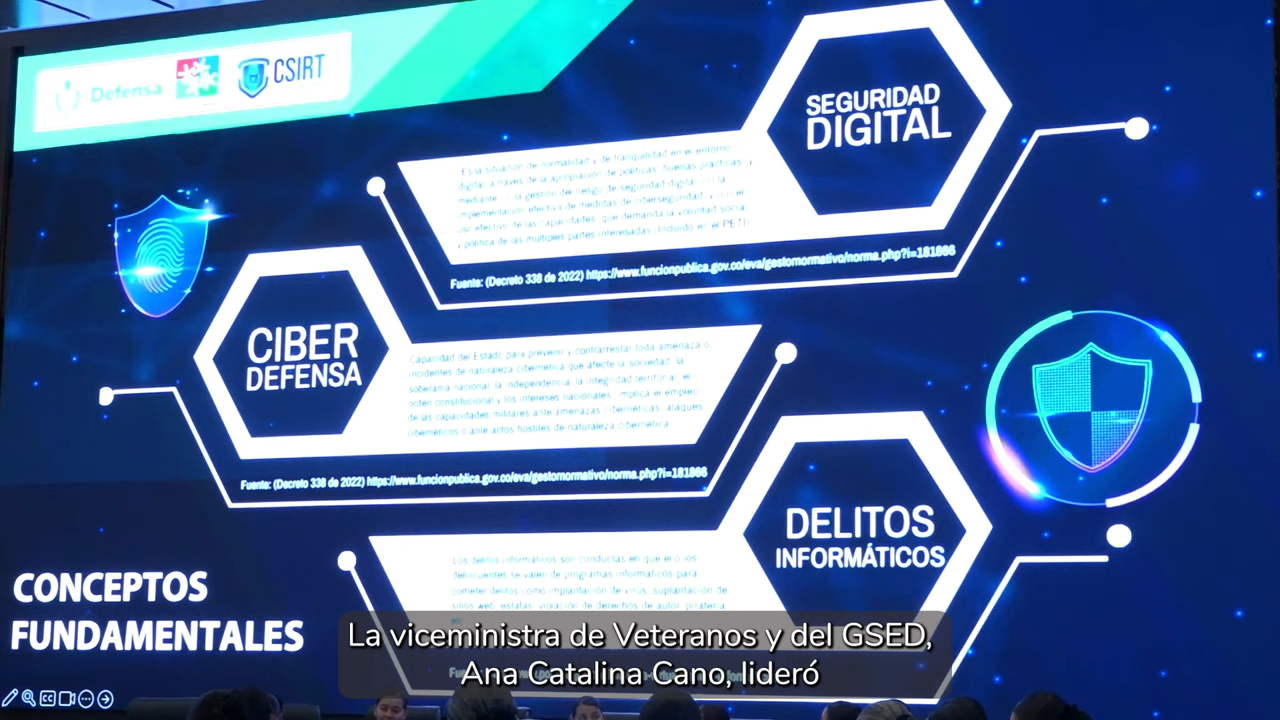 Defensa
CSIRT
SEGURIDAD
DIGITAL
Es la situación de normalidad y de tranquilidad en el entorno
digital a través de la apropiación de políticas, buenas prácticas y
mediante la gestión del riesgo de seguridad digital
implementación efectiva de medidas de ciberseguridad y con el
uso efectivo de las capacidades que demanda la voluntad social
y política de las múltiples partes interesadas (Incluido en el PETI
Fuente: (Decreto 338 de 2022) https://www.funcionpublica.gov.co/eva/gestornormativo/norma.php?i=181866
CIBER
DEFENSA
Capacidad del Estado para prevenir y contrarrestar toda amenaza o
incidentes de naturaleza cibernética que afecte la sociedad, la
soberanía nacional, la independencia, la integridad territorial, el
orden constitucional y los intereses nacionales. Implica el empleo
de las capacidades militares ante amenazas cibernéticas, ataques
cibernéticos o ante actos hostiles de naturaleza cibernética
Fuente: (Decreto 338 de 2022) https://www.funcionpublica.gov.co/eva/gestornormativo/norma.php?i=181866
DELITOS
INFORMÁTICOS
Los delitos informáticos son conductas en que el o los
delincuentes se valen de programas informáticos para
cometer delitos como implantación de virus, suplantación de
sitios web, estafas, violación de derechos de autor, piratería
CONCEPTOS
FUNDAMENTALES
La viceministra de Veteranos y del GSED,
Ana Catalina Cano, lideró